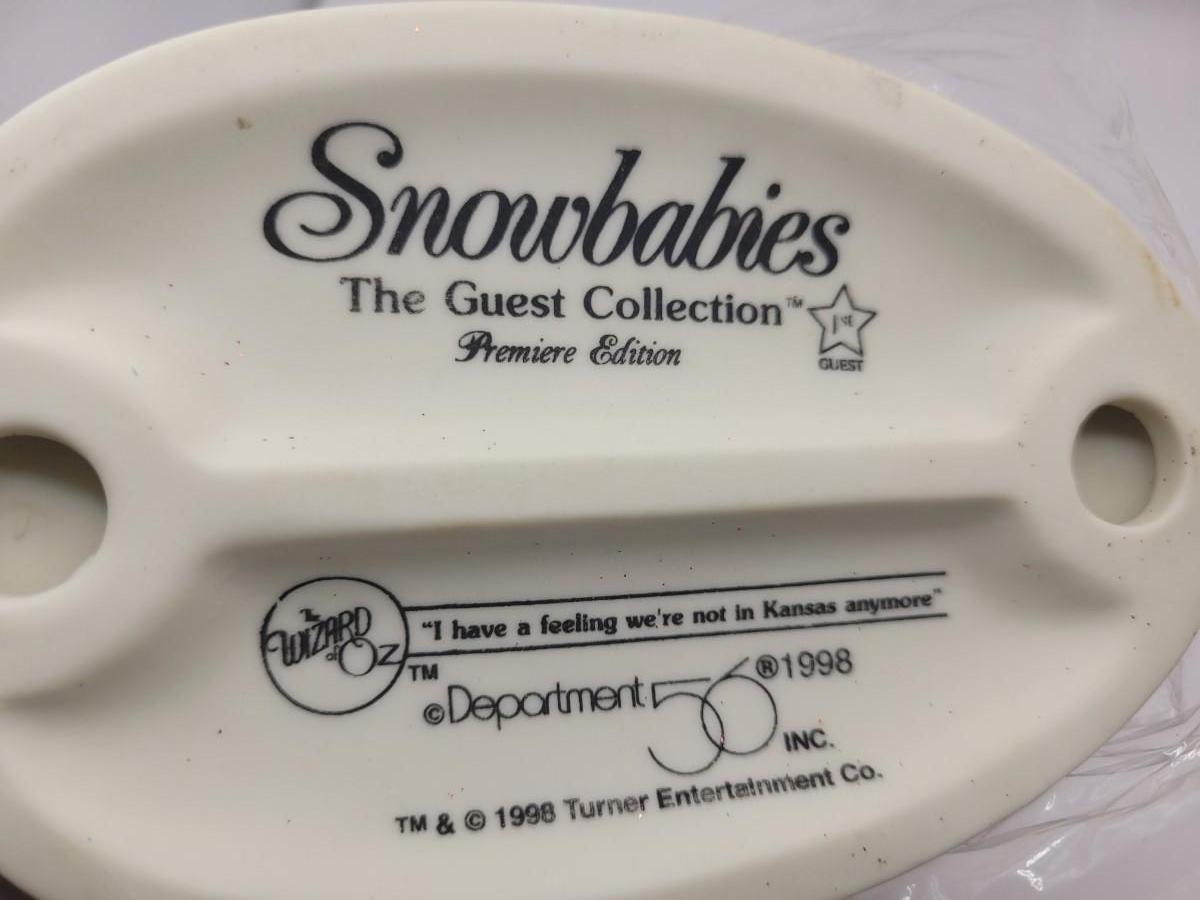 Snowbabies
The Guest Collection™
1st
GUEST
Premiere Edition
The
WIZARD
of OZ
TM
"I have a feeling we're not in Kansas anymore"
©Department 56 ®1998
INC.
TM & © 1998 Turner Entertainment Co.